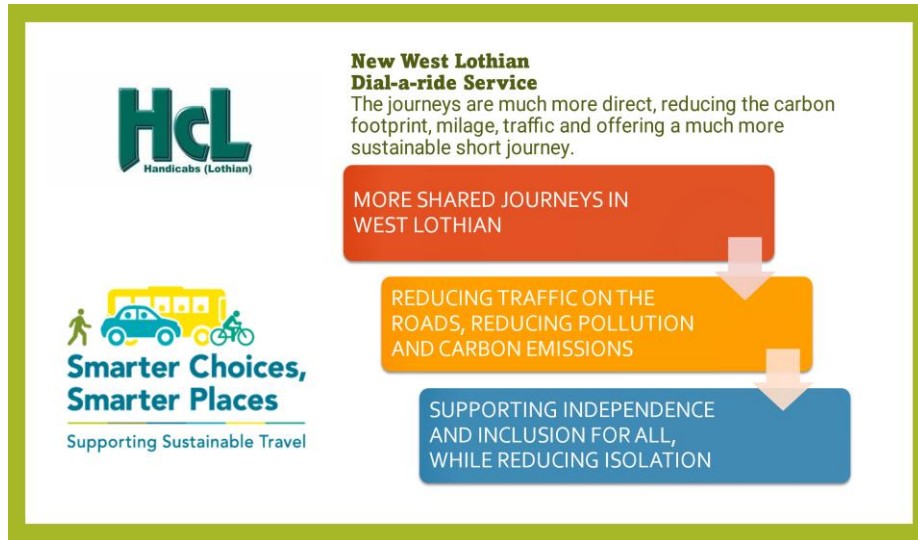 HcL
Handicabs (Lothian)
New West Lothian
Dial-a-ride Service
The journeys are much more direct, reducing the carbon
footprint, milage, traffic and offering a much more
sustainable short journey.
MORE SHARED JOURNEYS IN
WEST LOTHIAN
REDUCING TRAFFIC ON THE
ROADS, REDUCING POLLUTION
AND CARBON EMISSIONS
SUPPORTING INDEPENDENCE
AND INCLUSION FOR ALL,
WHILE REDUCING ISOLATION
Smarter Choices,
Smarter Places
Supporting Sustainable Travel